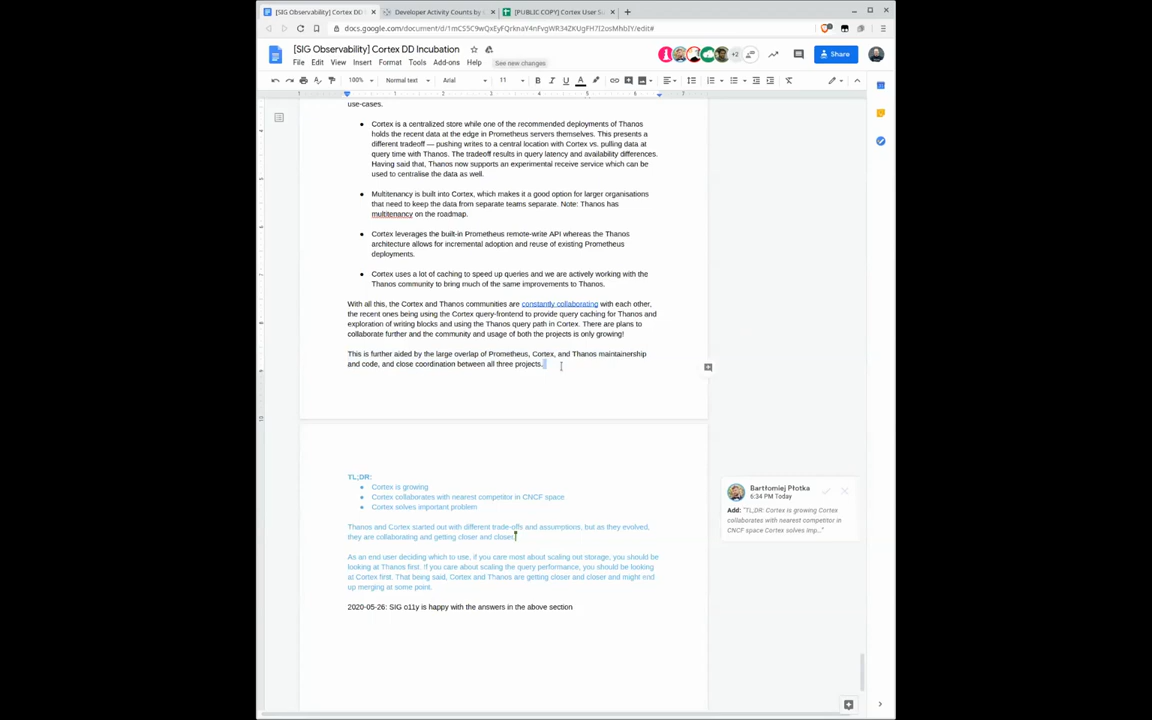 [SIG Observability] Cortex DD
Developer Activity Counts by
[PUBLIC COPY] Cortex User S
docs.google.com/document/d/
[SIG Observability] Cortex DD Incubation
File Edit View Insert Format Tools Add-ons Help See new changes
+2
Share
100% Normal text Arial 11 B I U A
1 1 2 3 4 5 6 7
use-cases.
● Cortex is a centralized store while one of the recommended deployments of Thanos
holds the recent data at the edge in Prometheus servers themselves. This presents a
different tradeoff — pushing writes to a central location with Cortex vs. pulling data at
query time with Thanos. The tradeoff results in query latency and availability differences.
Having said that, Thanos now supports an experimental receive service which can be
used to centralise the data as well.
● Multitenancy is built into Cortex, which makes it a good option for larger organisations
that need to keep the data from separate teams separate. Note: Thanos has
multitenancy on the roadmap.
● Cortex leverages the built-in Prometheus remote-write API whereas the Thanos
architecture allows for incremental adoption and reuse of existing Prometheus
deployments.
● Cortex uses a lot of caching to speed up queries and we are actively working with the
Thanos community to bring much of the same improvements to Thanos.
With all this, the Cortex and Thanos communities are constantly collaborating with each other,
the recent ones being using the Cortex query-frontend to provide query caching for Thanos and
exploration of writing blocks and using the Thanos query path in Cortex. There are plans to
collaborate further and the community and usage of both the projects is only growing!
This is further aided by the large overlap of Prometheus, Cortex, and Thanos maintainership
and code, and close coordination between all three projects.
TL;DR:
● Cortex is growing
● Cortex collaborates with nearest competitor in CNCF space
● Cortex solves important problem
Thanos and Cortex started out with different trade-offs and assumptions, but as they evolved,
they are collaborating and getting closer and closer.
As an end user deciding which to use, if you care most about scaling out storage, you should be
looking at Thanos first. If you care about scaling the query performance, you should be looking
at Cortex first. That being said, Cortex and Thanos are getting closer and closer and might end
up merging at some point.
2020-05-26: SIG o11y is happy with the answers in the above section
Bartłomiej Płotka
6:34 PM Today
Add: "TL;DR: Cortex is growing Cortex
collaborates with nearest competitor in
CNCF space Cortex solves imp..."